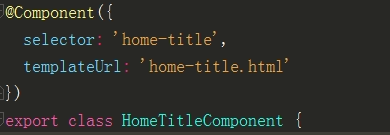 @Component({
  selector: 'home-title',
  templateUrl: 'home-title.html'
})
export class HomeTitleComponent {